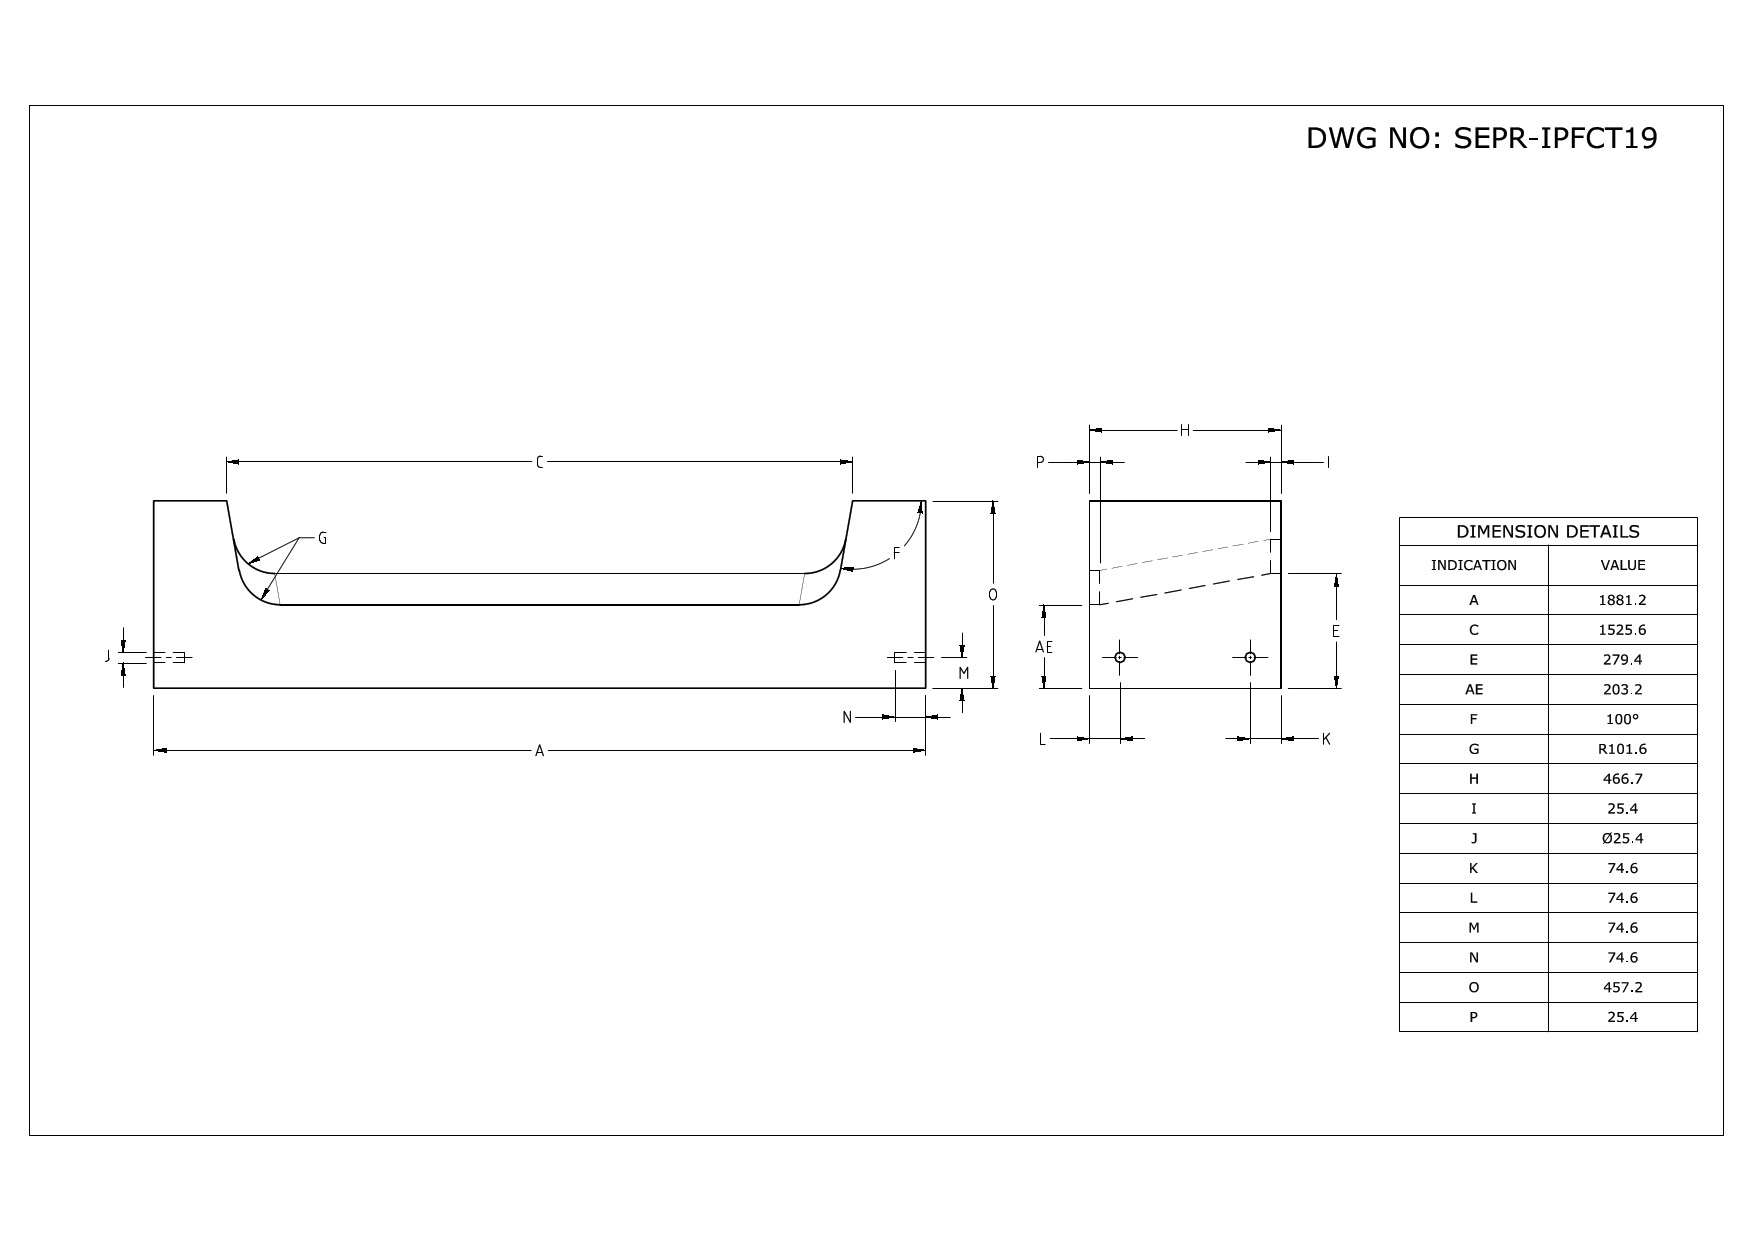 DWG NO: SEPR-IPFCT19
H
C
P
I
G
F
O
E
AE
J
M
N
L
K
A
DIMENSION DETAILS
INDICATION VALUE
A 1881.2
C 1525.6
E 279.4
AE 203.2
F 100°
G R101.6
H 466.7
I 25.4
J Ø25.4
K 74.6
L 74.6
M 74.6
N 74.6
O 457.2
P 25.4